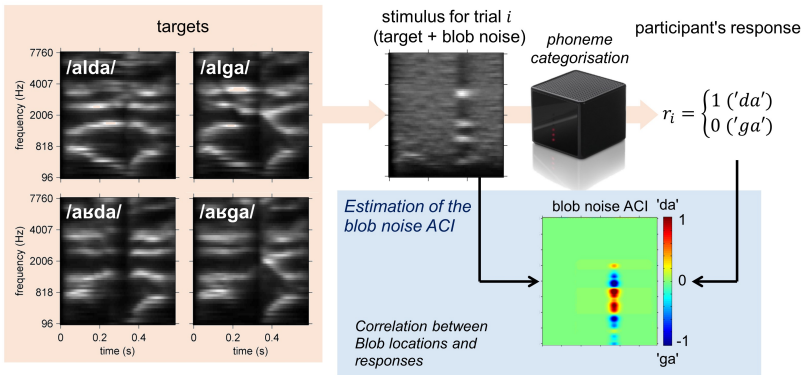 targets
/alda/
/alga/
/aʁda/
/aʁga/
frequency (Hz)
7760
4007
2006
818
96
frequency (Hz)
7760
4007
2006
818
96
0
0.2
0.4
time (s)
0
0.2
0.4
time (s)
stimulus for trial i
(target + blob noise)
phoneme
categorisation
participant's response
rᵢ = {1 ('da')
0 ('ga')
Estimation of the
blob noise ACI
blob noise ACI
'da'
1
0
-1
'ga'
Correlation between
Blob locations and
responses